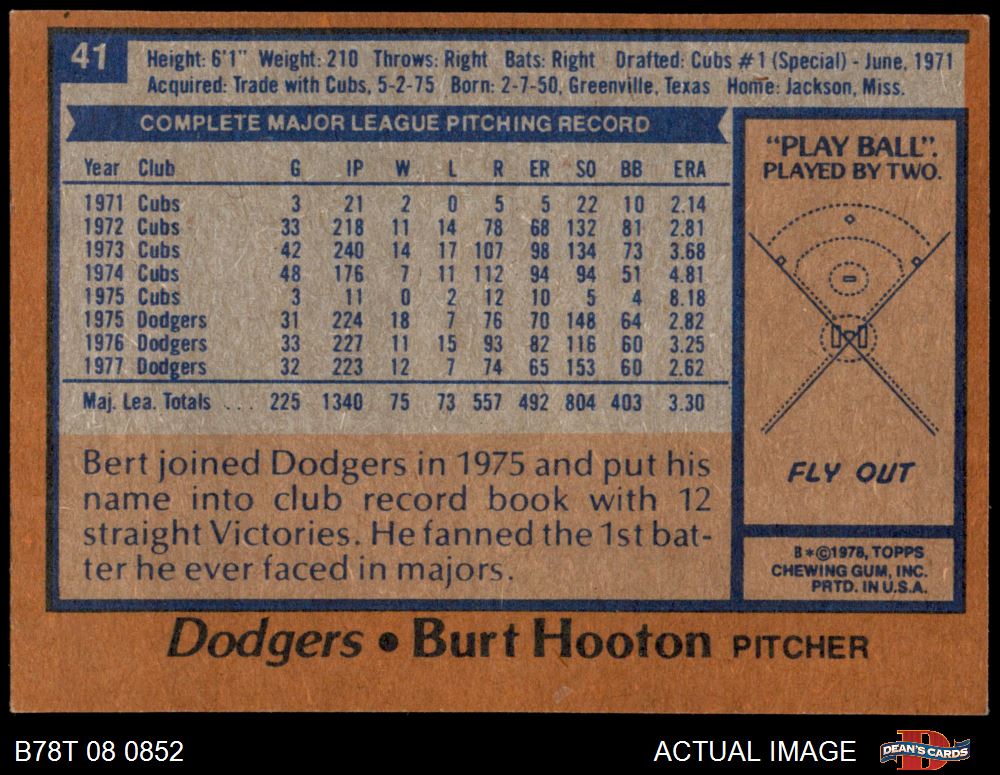 41
Height: 6'1" Weight: 210 Throws: Right Bats: Right Drafted: Cubs #1 (Special) - June, 1971
Acquired: Trade with Cubs, 5-2-75 Born: 2-7-50, Greenville, Texas Home: Jackson, Miss.
COMPLETE MAJOR LEAGUE PITCHING RECORD
Year Club G IP W L R ER SO BB ERA
1971 Cubs 3 21 2 0 5 5 22 10 2.14
1972 Cubs 33 218 11 14 78 68 132 81 2.81
1973 Cubs 42 240 14 17 107 98 134 73 3.68
1974 Cubs 48 176 7 11 112 94 94 51 4.81
1975 Cubs 3 11 0 2 12 10 5 4 8.18
1975 Dodgers 31 224 18 7 76 70 148 64 2.82
1976 Dodgers 33 227 11 15 93 82 116 60 3.25
1977 Dodgers 32 223 12 7 74 65 153 60 2.62
Maj. Lea. Totals ... 225 1340 75 73 557 492 804 403 3.30
Bert joined Dodgers in 1975 and put his
name into club record book with 12
straight Victories. He fanned the 1st bat-
ter he ever faced in majors.
"PLAY BALL".
PLAYED BY TWO.
FLY OUT
B*©1978, TOPPS
CHEWING GUM, INC.
PRTD. IN U.S.A.
Dodgers • Burt Hooton PITCHER
B78T 08 0852
ACTUAL IMAGE
D
DEAN'S CARDS